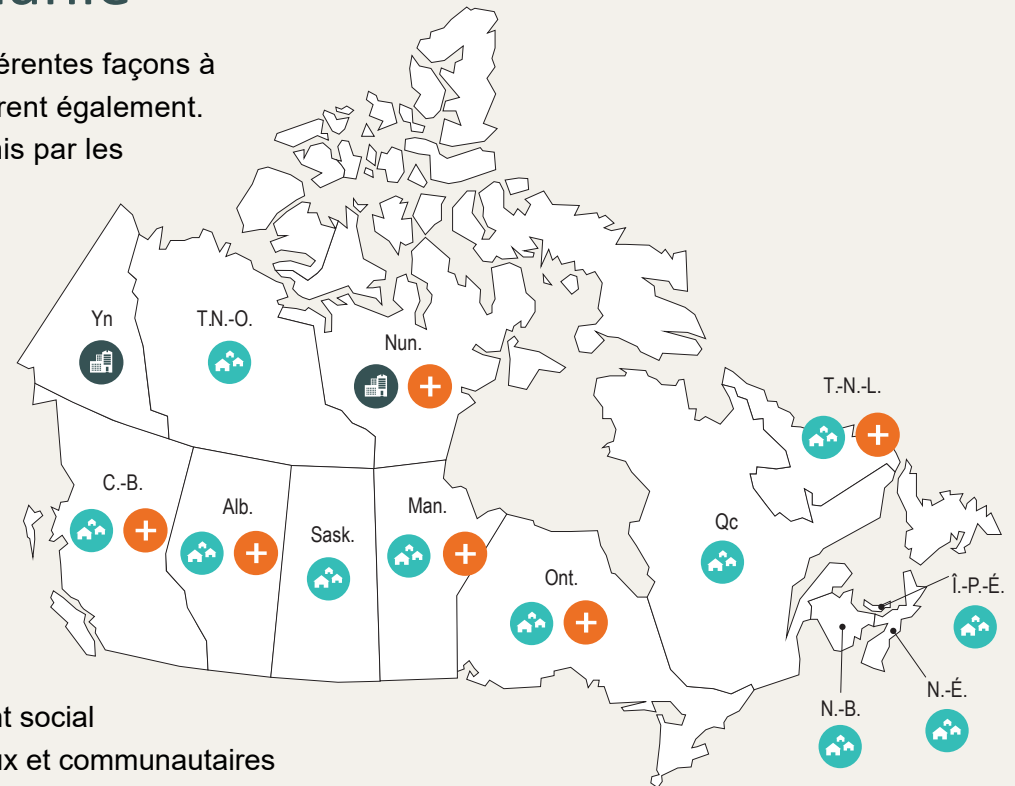 érentes façons à
rent également.
is par les
Yn
T.N.-O.
Nun.
T.-N.-L.
C.-B.
Alb.
Sask.
Man.
Ont.
Qc
Î.-P.-É.
N.-É.
N.-B.
t social
x et communautaires